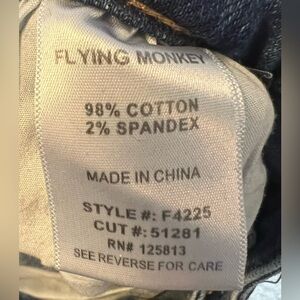 FLYING MONKEY
98% COTTON
2% SPANDEX
MADE IN CHINA
STYLE #: F4225
CUT #: 51281
RN# 125813
SEE REVERSE FOR CARE